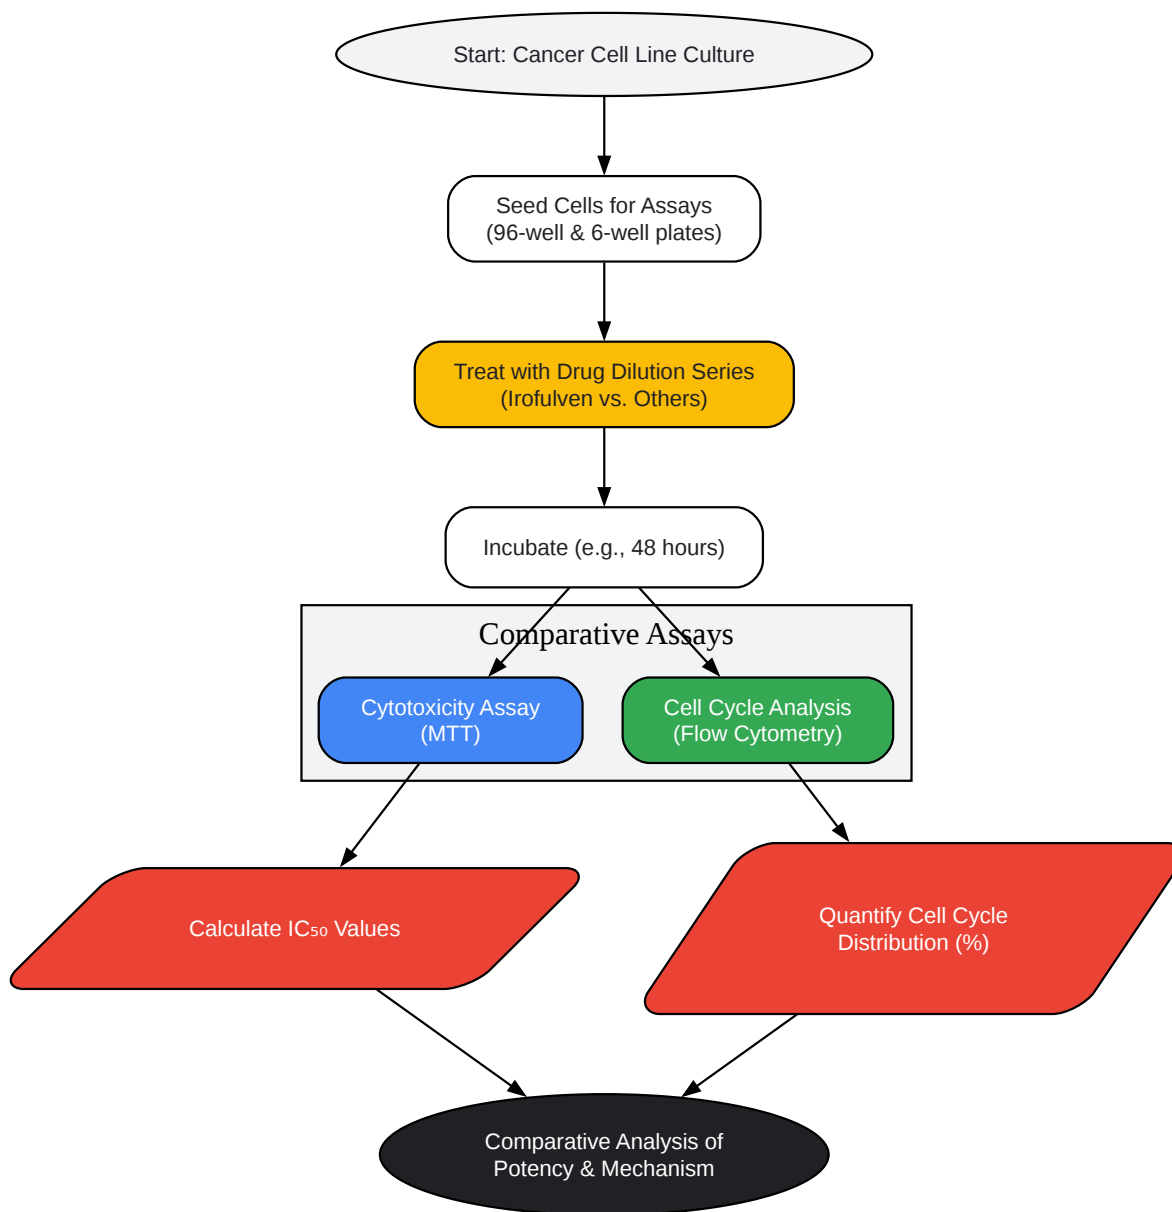 Start: Cancer Cell Line Culture
Seed Cells for Assays
(96-well & 6-well plates)
Treat with Drug Dilution Series
(Irofulven vs. Others)
Incubate (e.g., 48 hours)
Comparative Assays
Cytotoxicity Assay
(MTT)
Cell Cycle Analysis
(Flow Cytometry)
Calculate IC₅₀ Values
Quantify Cell Cycle
Distribution (%)
Comparative Analysis of
Potency & Mechanism